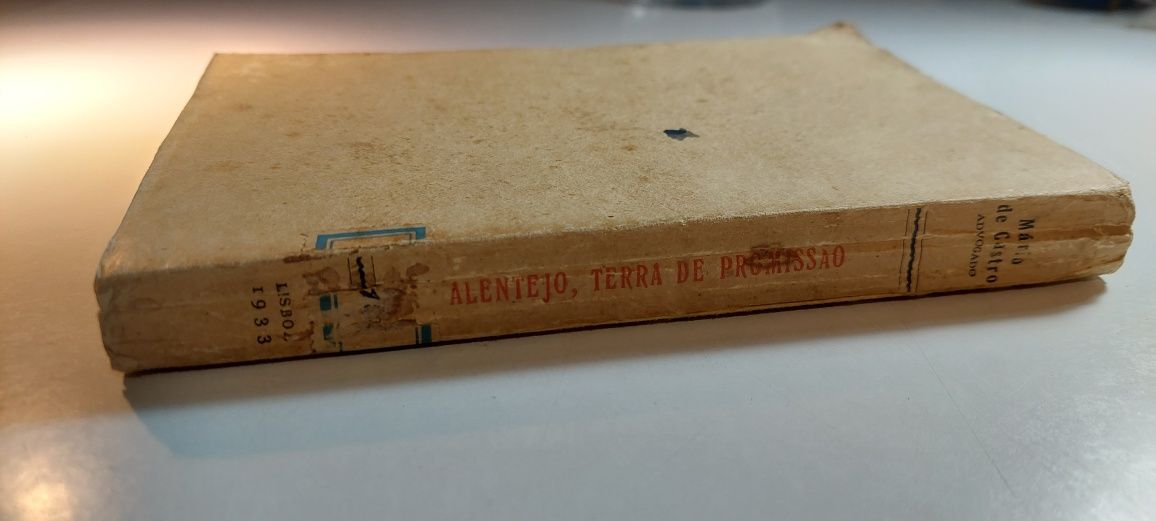 Mário
de Castro
ADVOGADO
ALENTEJO, TERRA DE PROMISSÃO
LISBOA
1933